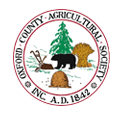 OXFORD COUNTY AGRICULTURAL SOCIETY
INC. A.D. 1842